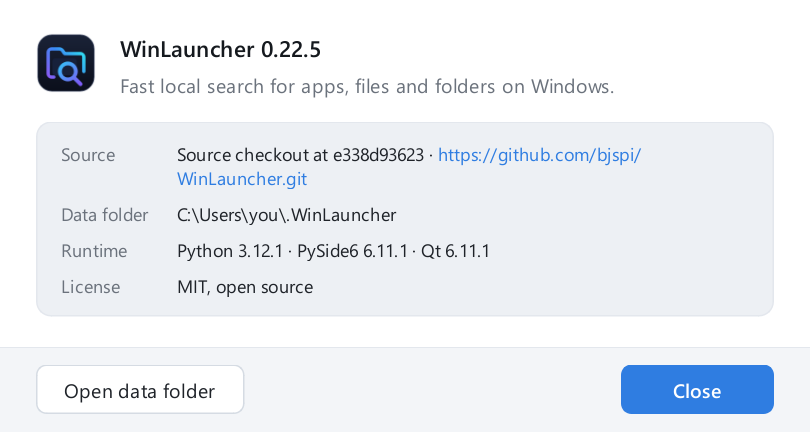 WinLauncher 0.22.5
Fast local search for apps, files and folders on Windows.
Source Source checkout at e338d93623 · https://github.com/bjspi/
WinLauncher.git
Data folder C:\Users\you\.WinLauncher
Runtime Python 3.12.1 · PySide6 6.11.1 · Qt 6.11.1
License MIT, open source
Open data folder Close